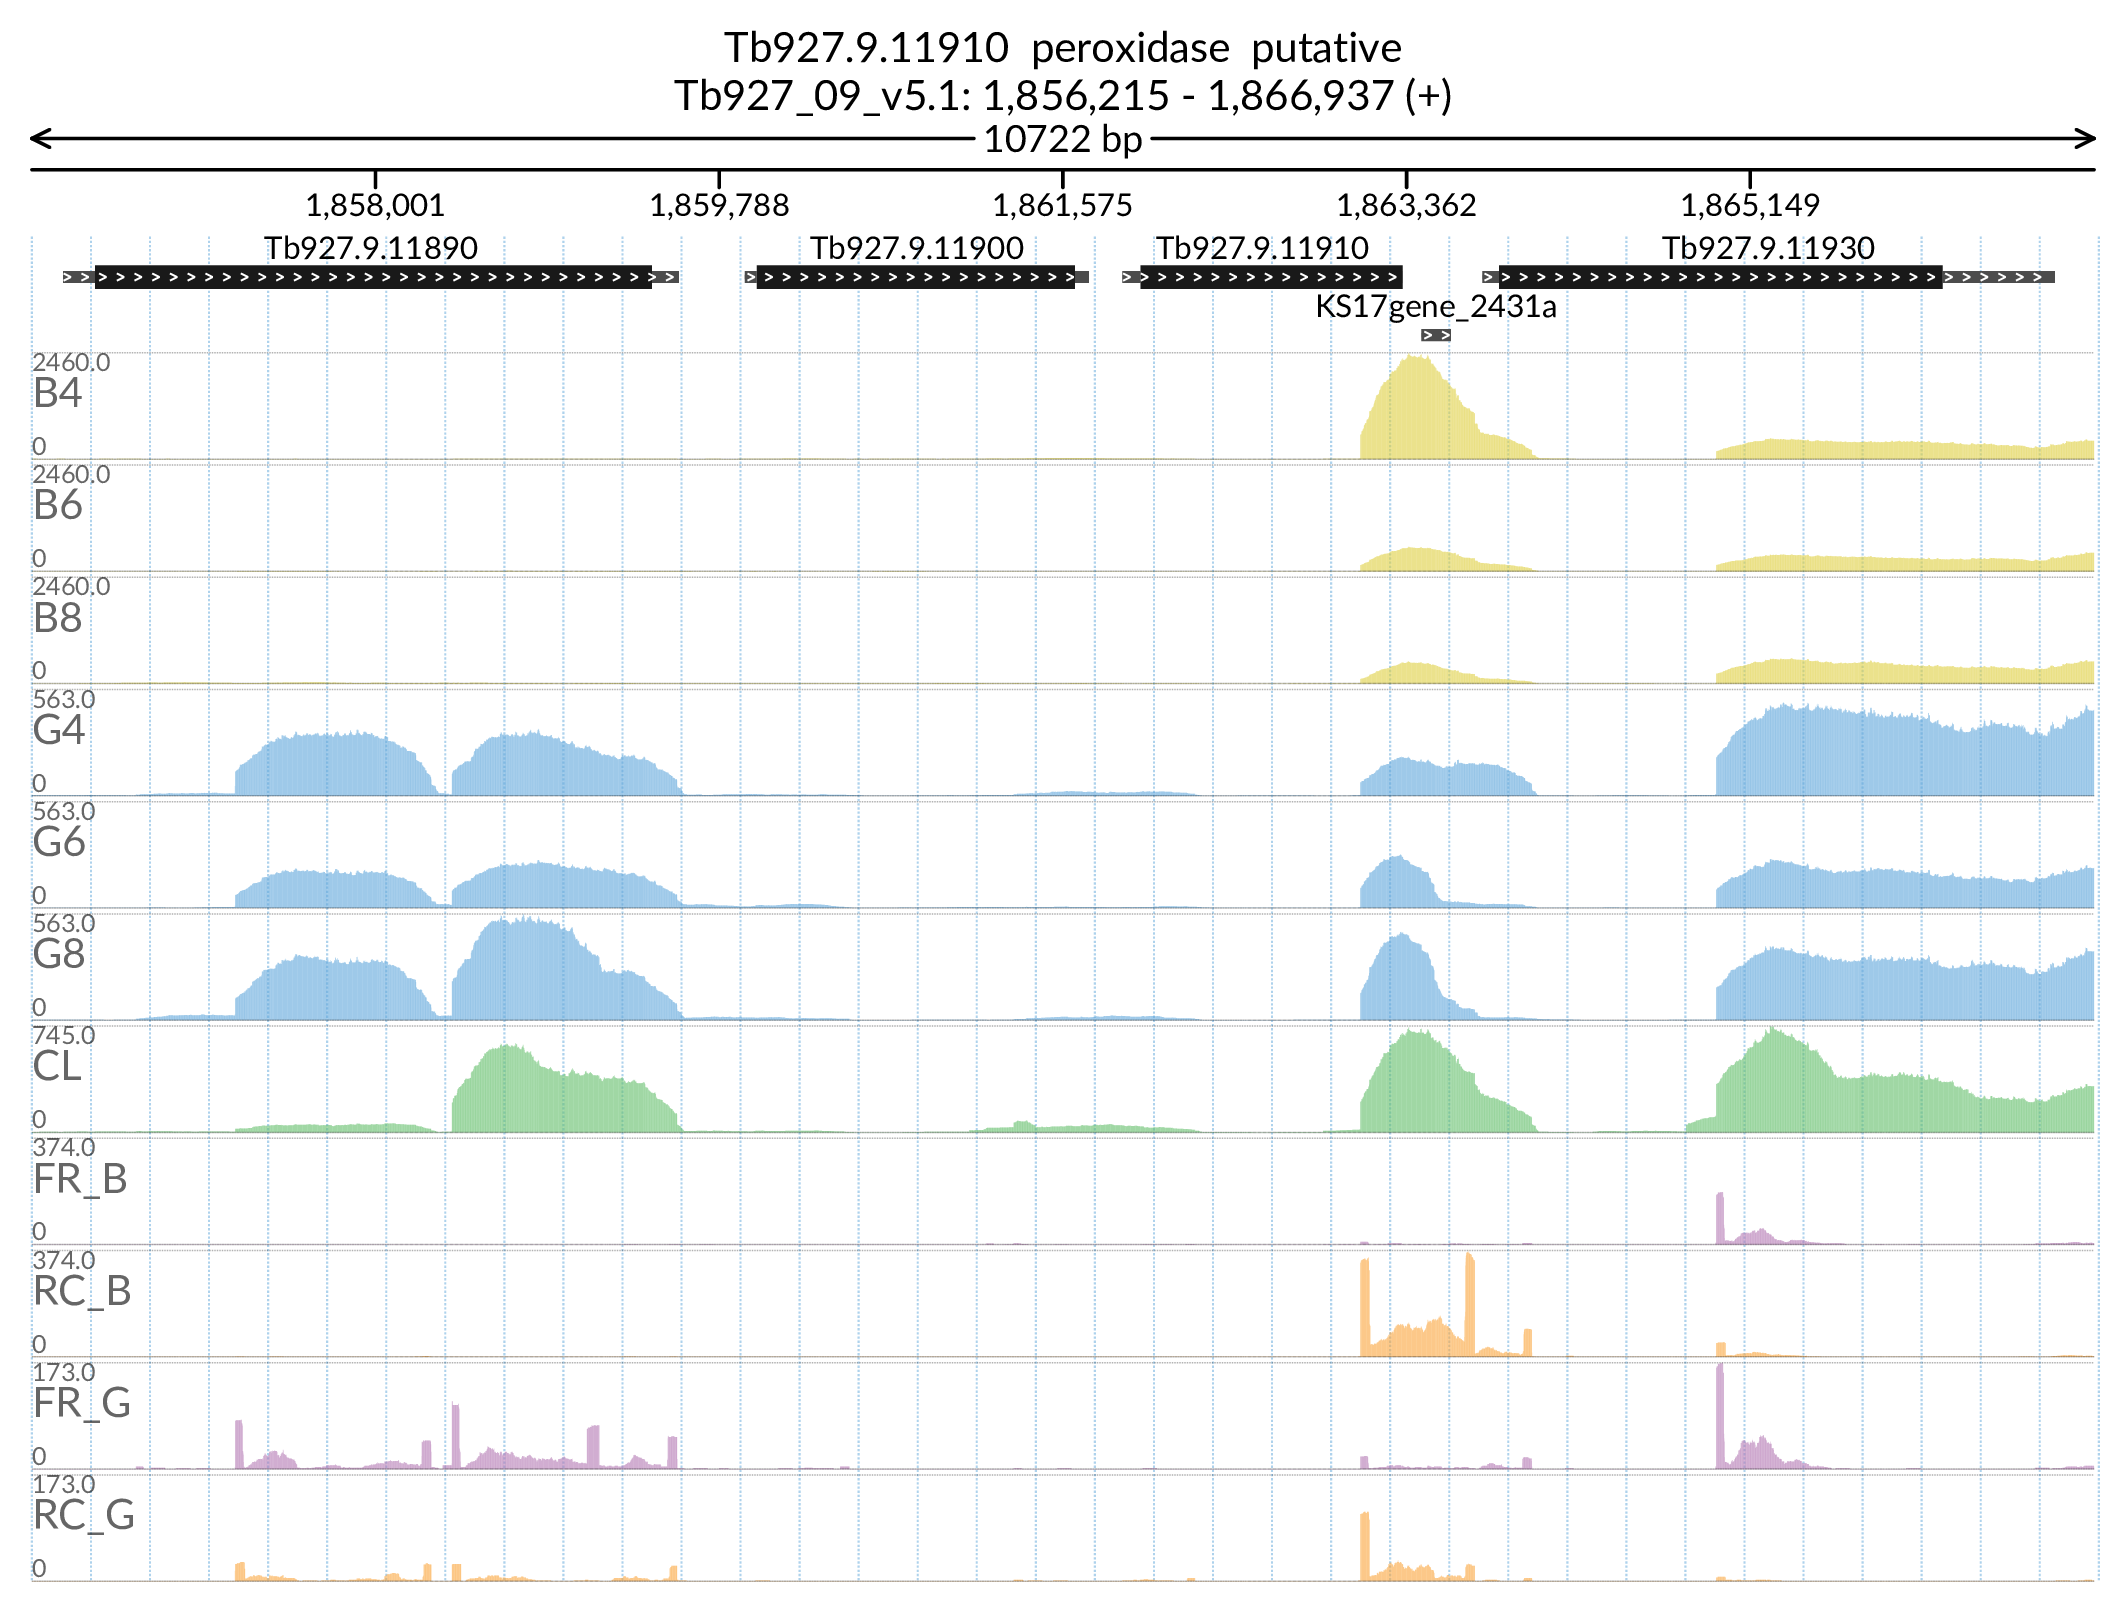 Tb927.9.11910 peroxidase putative
Tb927_09_v5.1: 1,856,215 - 1,866,937 (+)
10722 bp
1,858,001 1,859,788 1,861,575 1,863,362 1,865,149
Tb927.9.11890 Tb927.9.11900 Tb927.9.11910 Tb927.9.11930
KS17gene_2431a
2460.0
B4
0
2460.0
B6
0
2460.0
B8
0
563.0
G4
0
563.0
G6
0
563.0
G8
0
745.0
CL
0
374.0
FR_B
0
374.0
RC_B
0
173.0
FR_G
0
173.0
RC_G
0